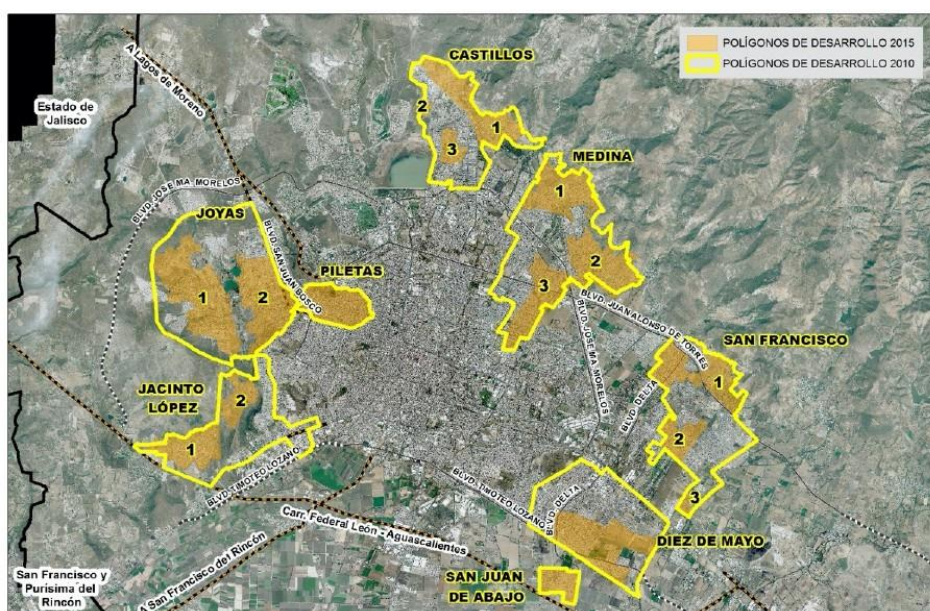 POLÍGONOS DE DESARROLLO 2015
POLÍGONOS DE DESARROLLO 2010
A Lagos de Moreno
Estado de
Jalisco
CASTILLOS
2
1
3
MEDINA
1
2
3
BLVD. JOSE MA. MORELOS
JOYAS
1
2
BLVD. SAN JUAN BOSCO
PILETAS
BLVD. JUAN ALONSO DE TORRES
BLVD. JOSE MA. MORELOS
SAN FRANCISCO
1
2
3
BLVD. DELTA
JACINTO
LÓPEZ
2
1
BLVD. TIMOTEO LOZANO
BLVD. TIMOTEO LOZANO
BLVD. DELTA
DIEZ DE MAYO
Carr. Federal León - Aguascalientes
A San Francisco del Rincón
SAN JUAN
DE ABAJO
San Francisco y
Purísima del
Rincón